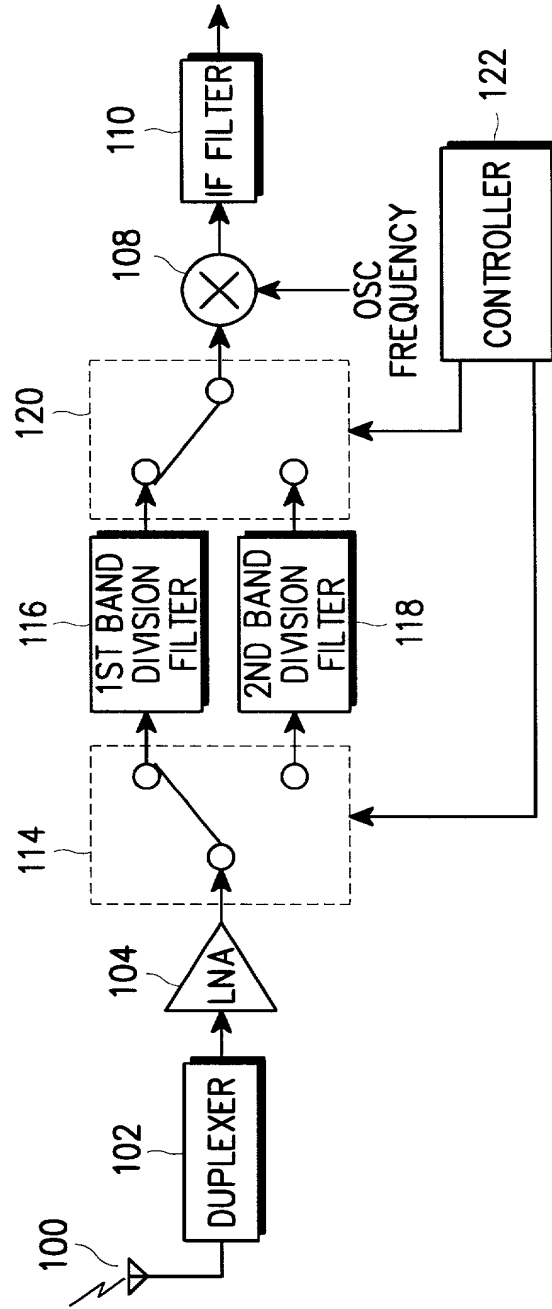 100
102
DUPLEXER
104
LNA
114
116
1ST BAND
DIVISION
FILTER
2ND BAND
DIVISION
FILTER
118
120
108
OSC
FREQUENCY
110
IF FILTER
CONTROLLER
122